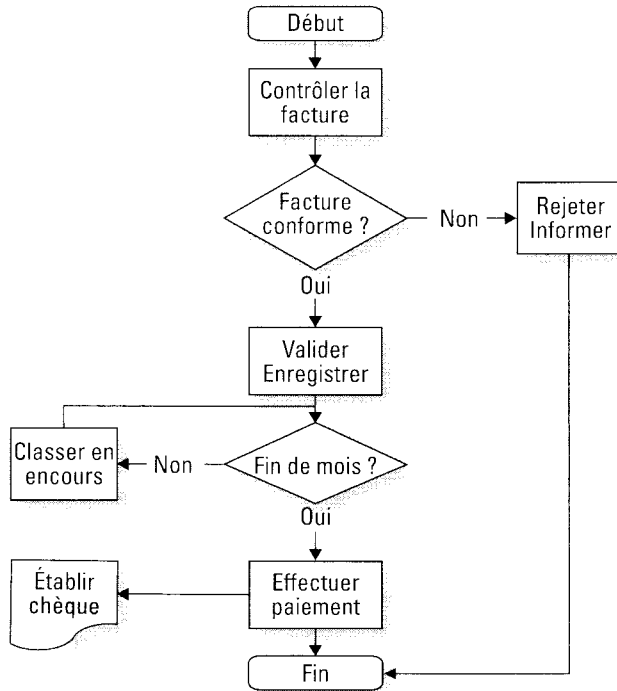 Début
Contrôler la
facture
Facture
conforme ?
Non
Rejeter
Informer
Oui
Valider
Enregistrer
Classer en
encours
Non
Fin de mois ?
Oui
Établir
chèque
Effectuer
paiement
Fin